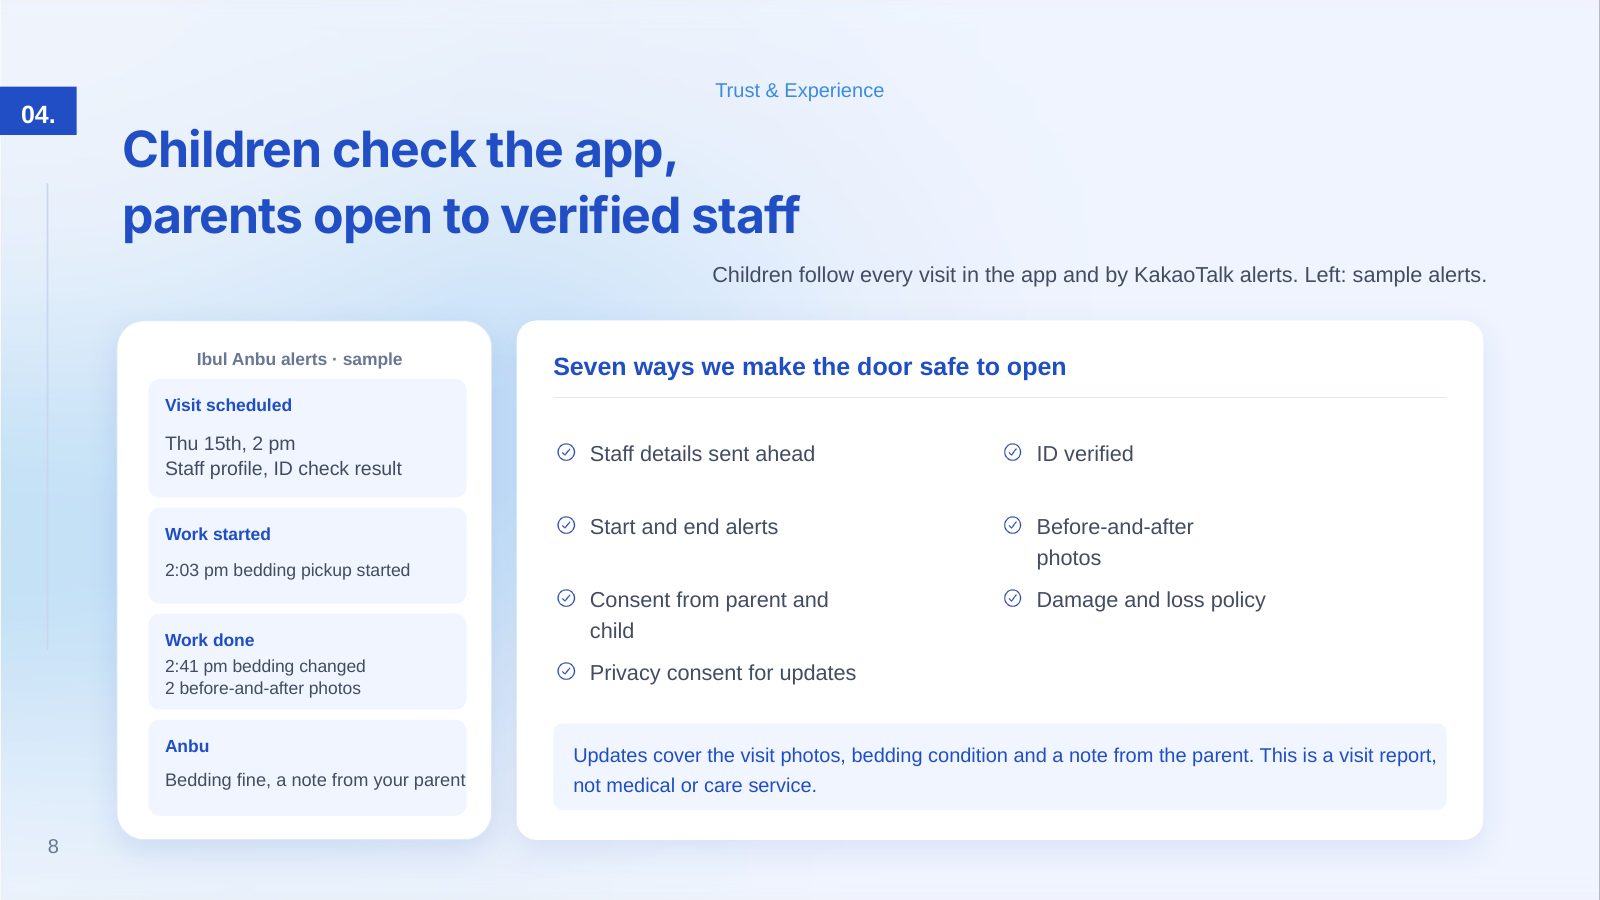 Trust & Experience
04.
Children check the app,
parents open to verified staff
Children follow every visit in the app and by KakaoTalk alerts. Left: sample alerts.
Ibul Anbu alerts · sample
Visit scheduled
Thu 15th, 2 pm
Staff profile, ID check result
Work started
2:03 pm bedding pickup started
Work done
2:41 pm bedding changed
2 before-and-after photos
Anbu
Bedding fine, a note from your parent
Seven ways we make the door safe to open
Staff details sent ahead
ID verified
Start and end alerts
Before-and-after
photos
Consent from parent and
child
Damage and loss policy
Privacy consent for updates
Updates cover the visit photos, bedding condition and a note from the parent. This is a visit report,
not medical or care service.
8